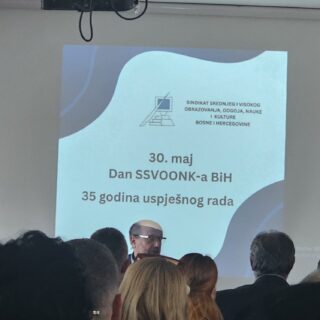 SINDIKAT SREDNJEG I VISOKOG
OBRAZOVANJA, ODGOJA, NAUKE
I KULTURE
BOSNE I HERCEGOVINE
30. maj
Dan SSVOONK-a BiH
35 godina uspješnog rada